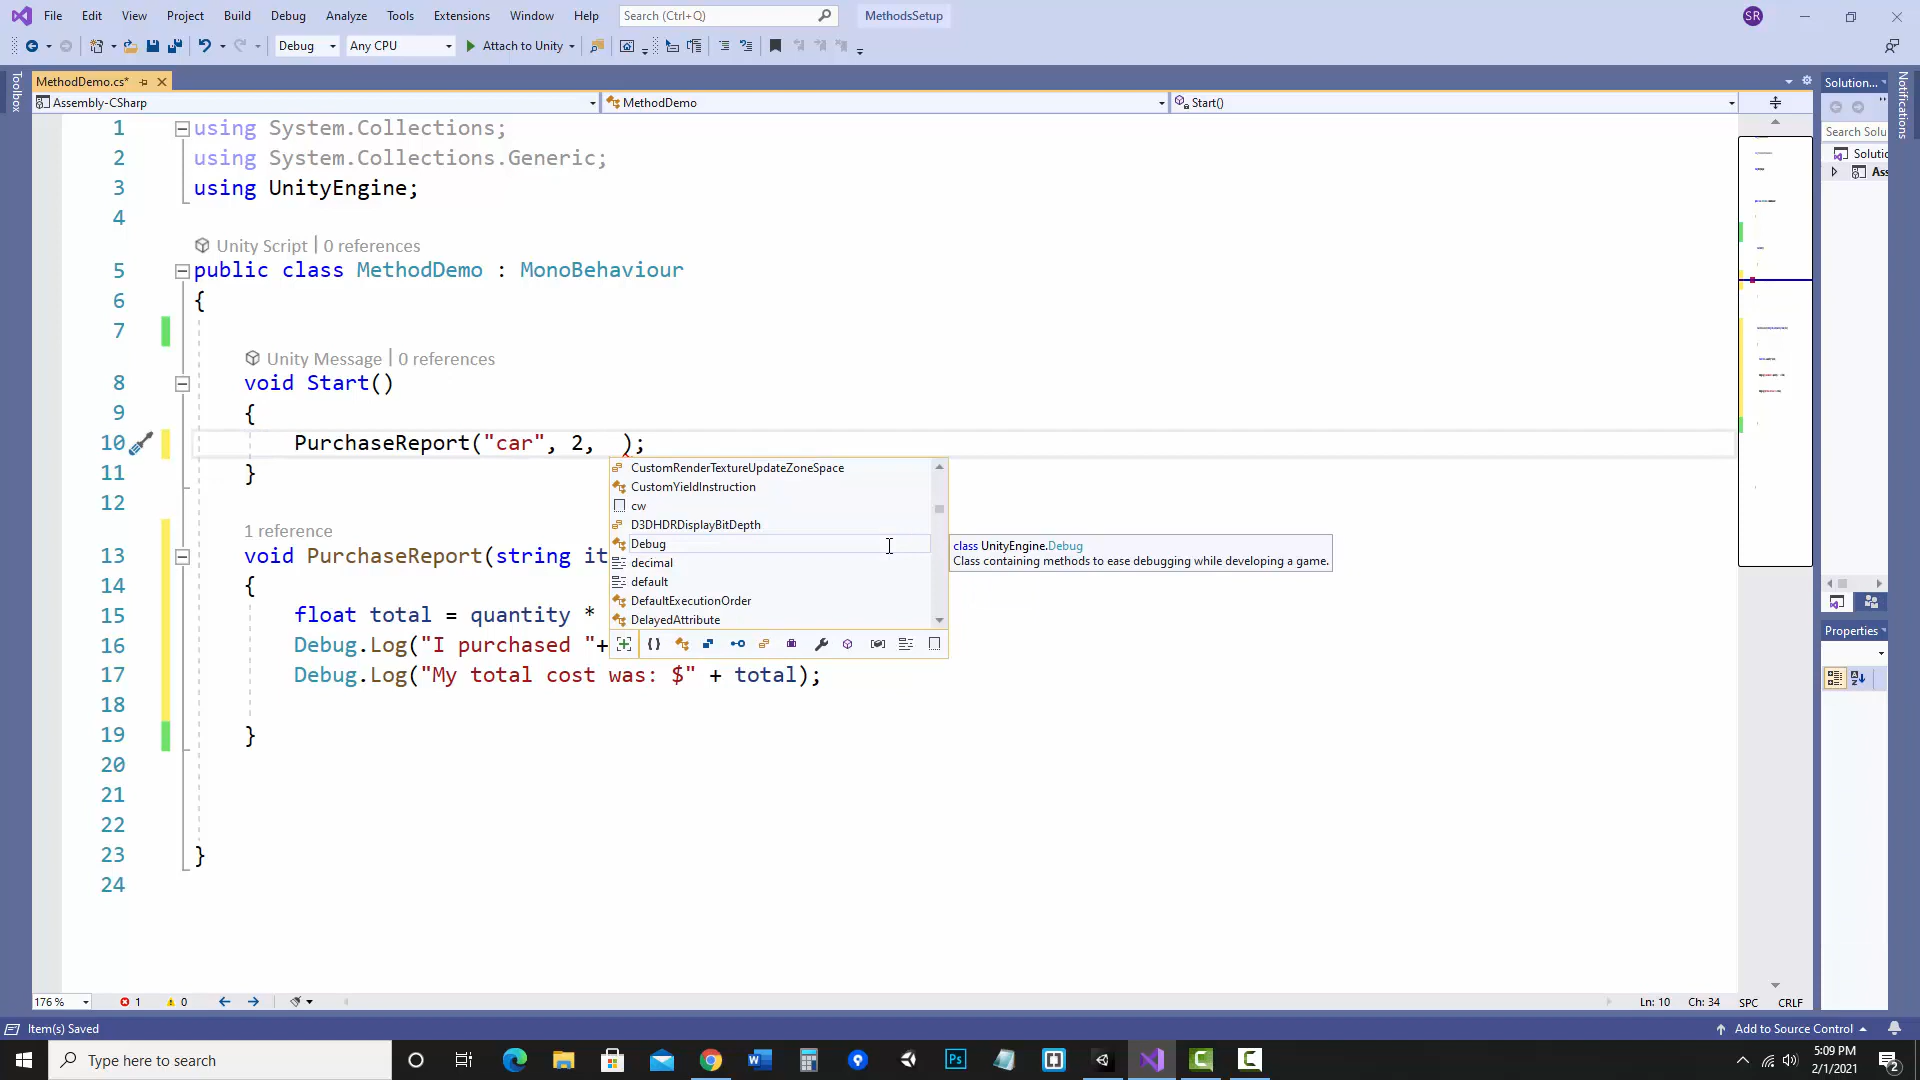 File Edit View Project Build Debug Analyze Tools Extensions Window Help Search (Ctrl+Q) MethodsSetup SR
Debug Any CPU Attach to Unity
Toolbox
MethodDemo.cs*
Assembly-CSharp MethodDemo Start()
1 using System.Collections;
2 using System.Collections.Generic;
3 using UnityEngine;
4
Unity Script | 0 references
5 public class MethodDemo : MonoBehaviour
6 {
7
Unity Message | 0 references
8 void Start()
9 {
10 PurchaseReport("car", 2,  );
11 }
12
1 reference
13 void PurchaseReport(string it
14 {
15 float total = quantity *
16 Debug.Log("I purchased "+
17 Debug.Log("My total cost was: $" + total);
18
19 }
20
21
22
23 }
24
CustomRenderTextureUpdateZoneSpace
CustomYieldInstruction
cw
D3DHDRDisplayBitDepth
Debug
decimal
default
DefaultExecutionOrder
DelayedAttribute
class UnityEngine.Debug
Class containing methods to ease debugging while developing a game.
Solution...
Search Solu
Solutio
Ass
Properties
Notifications
176 % 1 0 Ln: 10 Ch: 34 SPC CRLF
Item(s) Saved Add to Source Control
Type here to search
5:09 PM
2/1/2021
2